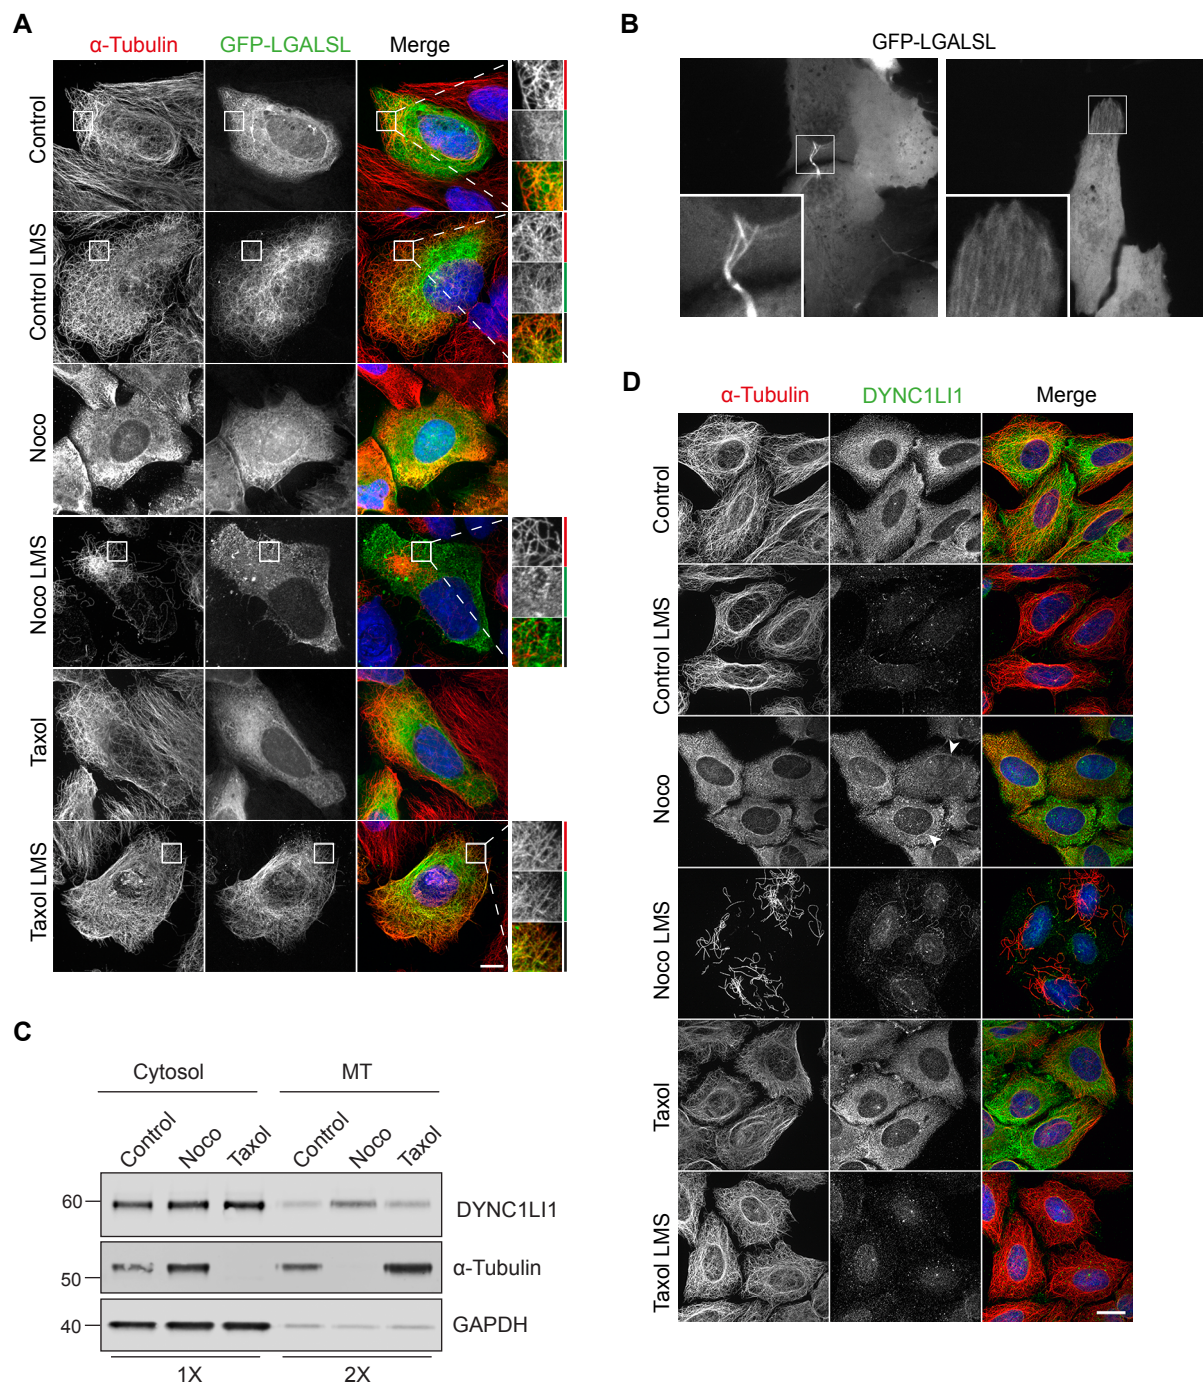 A
α-Tubulin
GFP-LGALSL
Merge
Control
Control LMS
Noco
Noco LMS
Taxol
Taxol LMS
B
GFP-LGALSL
C
Cytosol
MT
Control
Noco
Taxol
Control
Noco
Taxol
60
DYNC1LI1
50
α-Tubulin
40
GAPDH
1X
2X
D
α-Tubulin
DYNC1LI1
Merge
Control
Control LMS
Noco
Noco LMS
Taxol
Taxol LMS